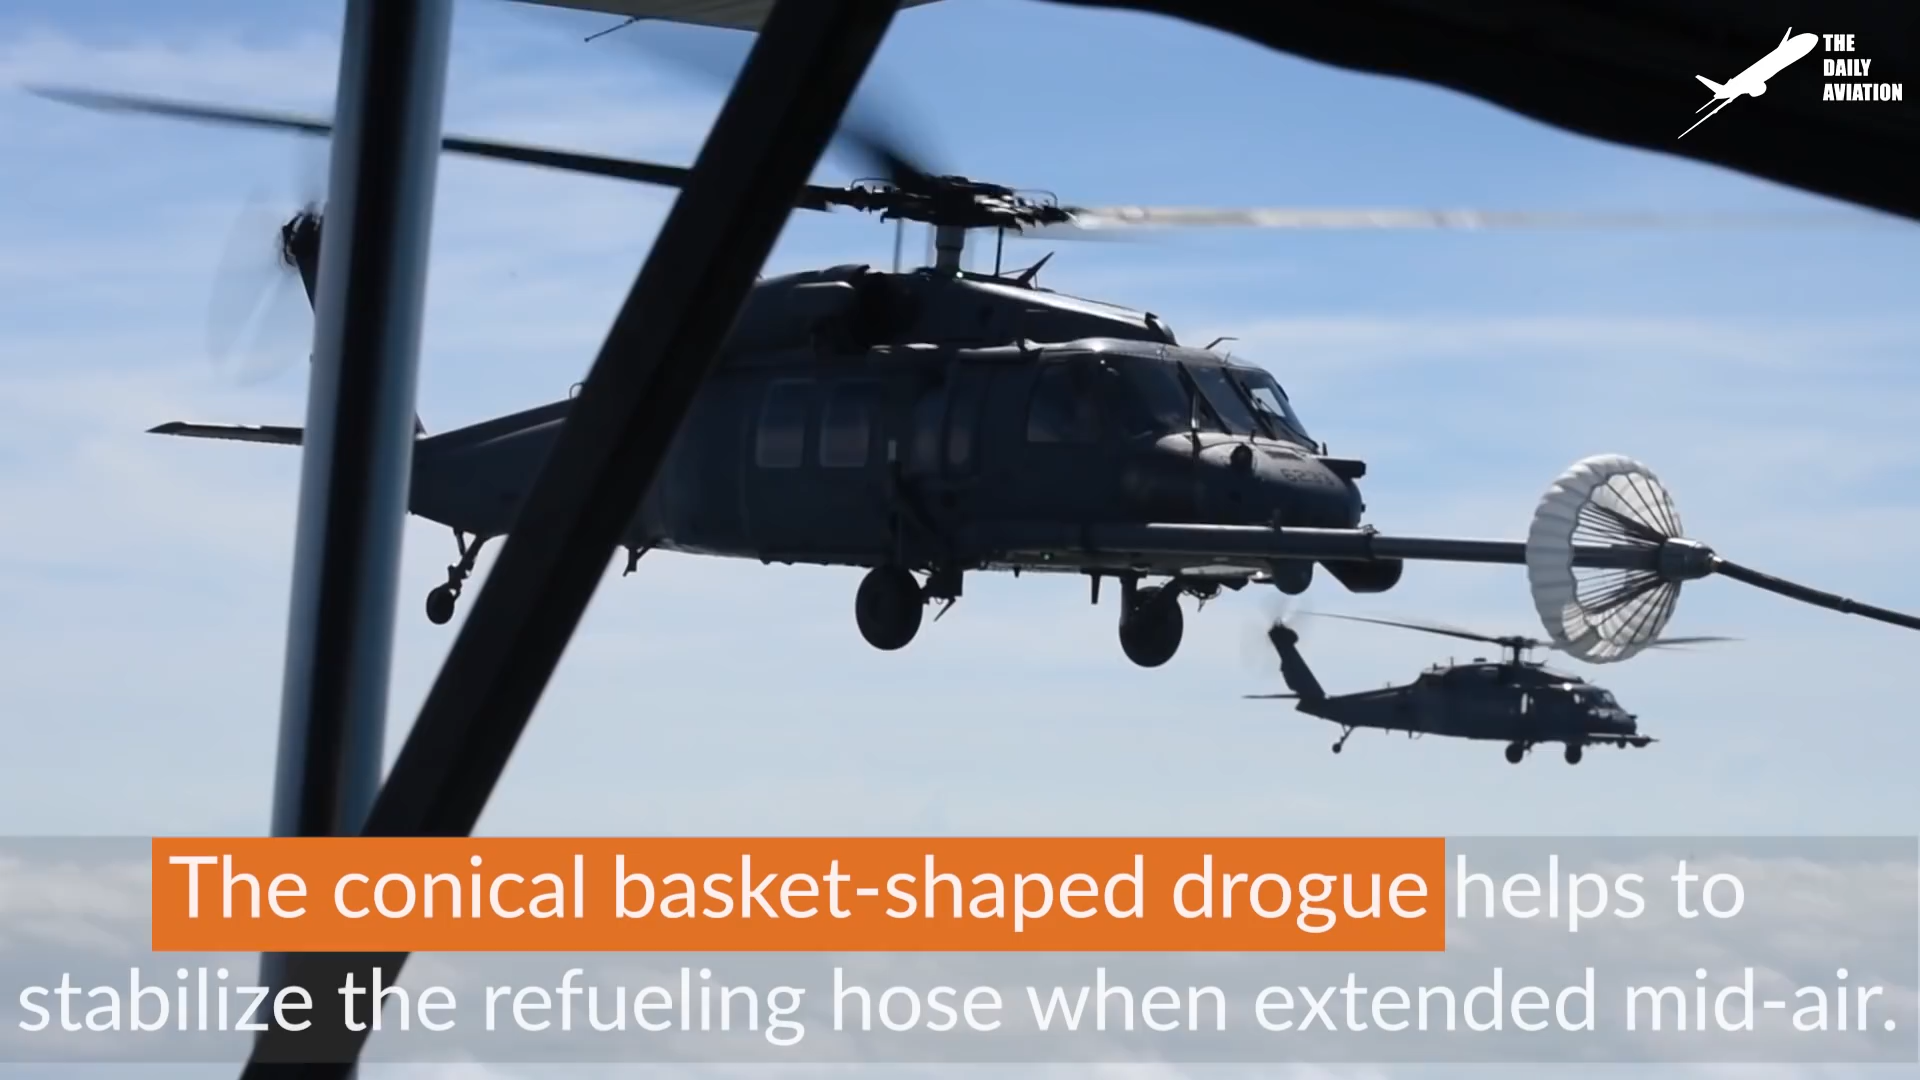 THE
DAILY
AVIATION
The conical basket-shaped drogue helps to
stabilize the refueling hose when extended mid-air.